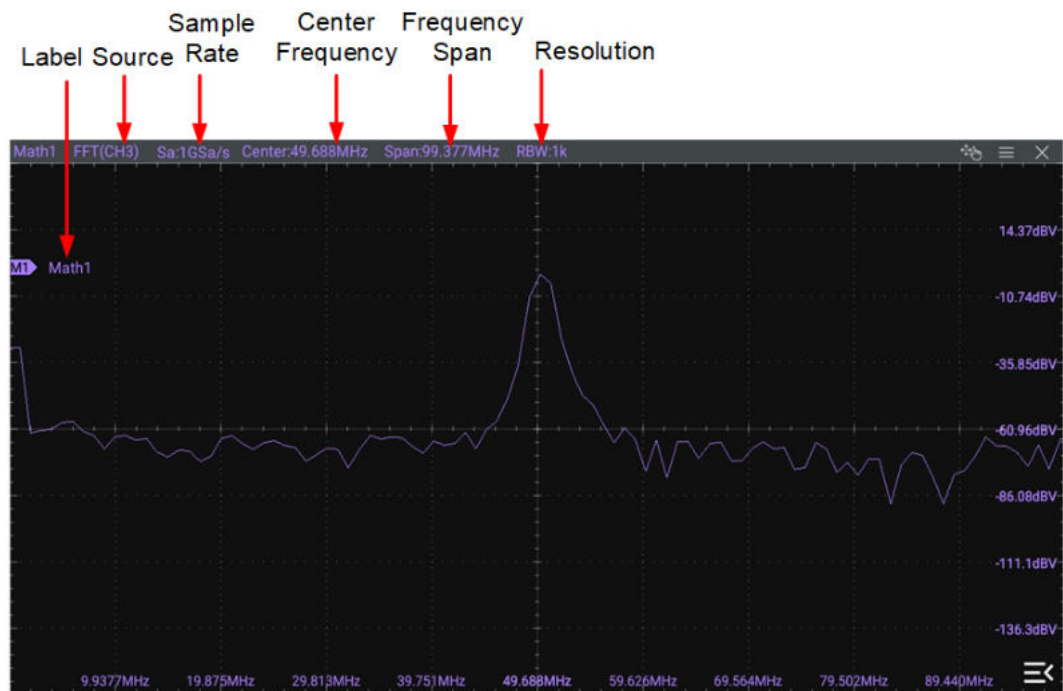 Label Source Sample Rate Center Frequency Frequency Span Resolution
Math1 FFT(CH3) Sa:1GSa/s Center:49.688MHz Span:99.377MHz RBW:1k
14.37dBV
M1 Math1
-10.74dBV
-35.85dBV
-60.96dBV
-86.08dBV
-111.1dBV
-136.3dBV
9.9377MHz 19.875MHz 29.813MHz 39.751MHz 49.688MHz 59.626MHz 69.564MHz 79.502MHz 89.440MHz